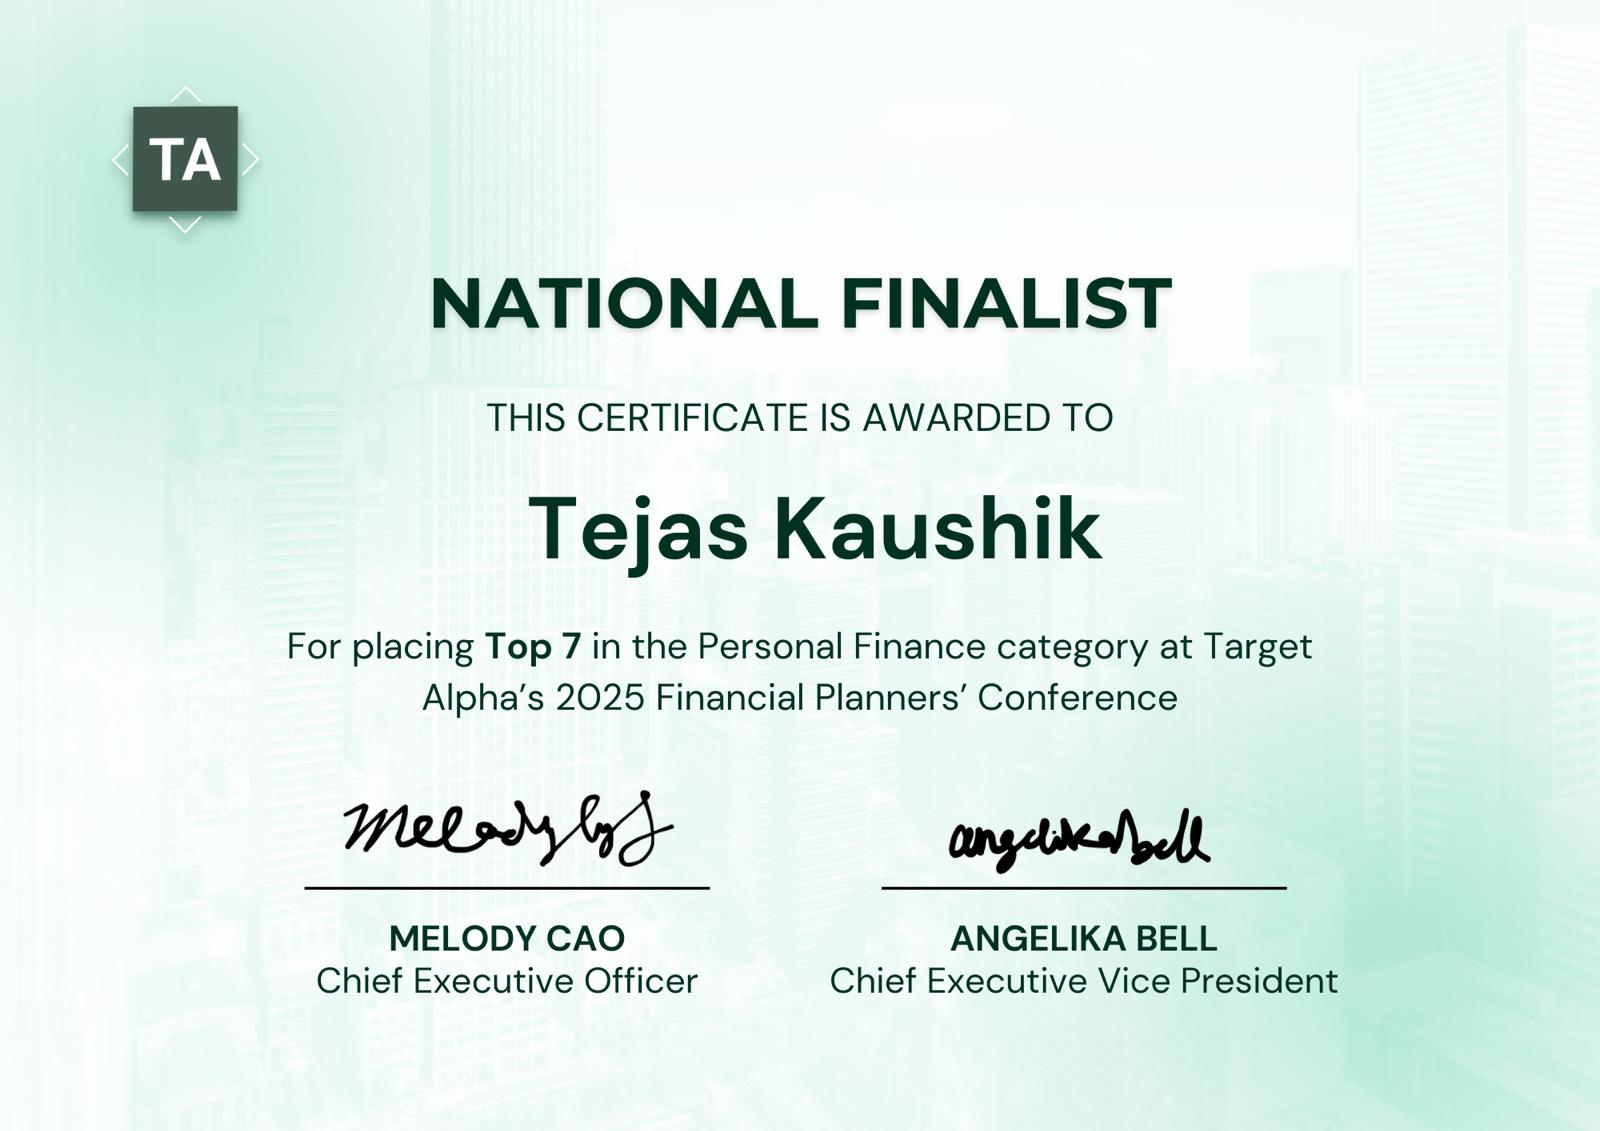 TA
NATIONAL FINALIST
THIS CERTIFICATE IS AWARDED TO
Tejas Kaushik
For placing Top 7 in the Personal Finance category at Target
Alpha’s 2025 Financial Planners’ Conference
angelika bell
MELODY CAO
Chief Executive Officer
ANGELIKA BELL
Chief Executive Vice President